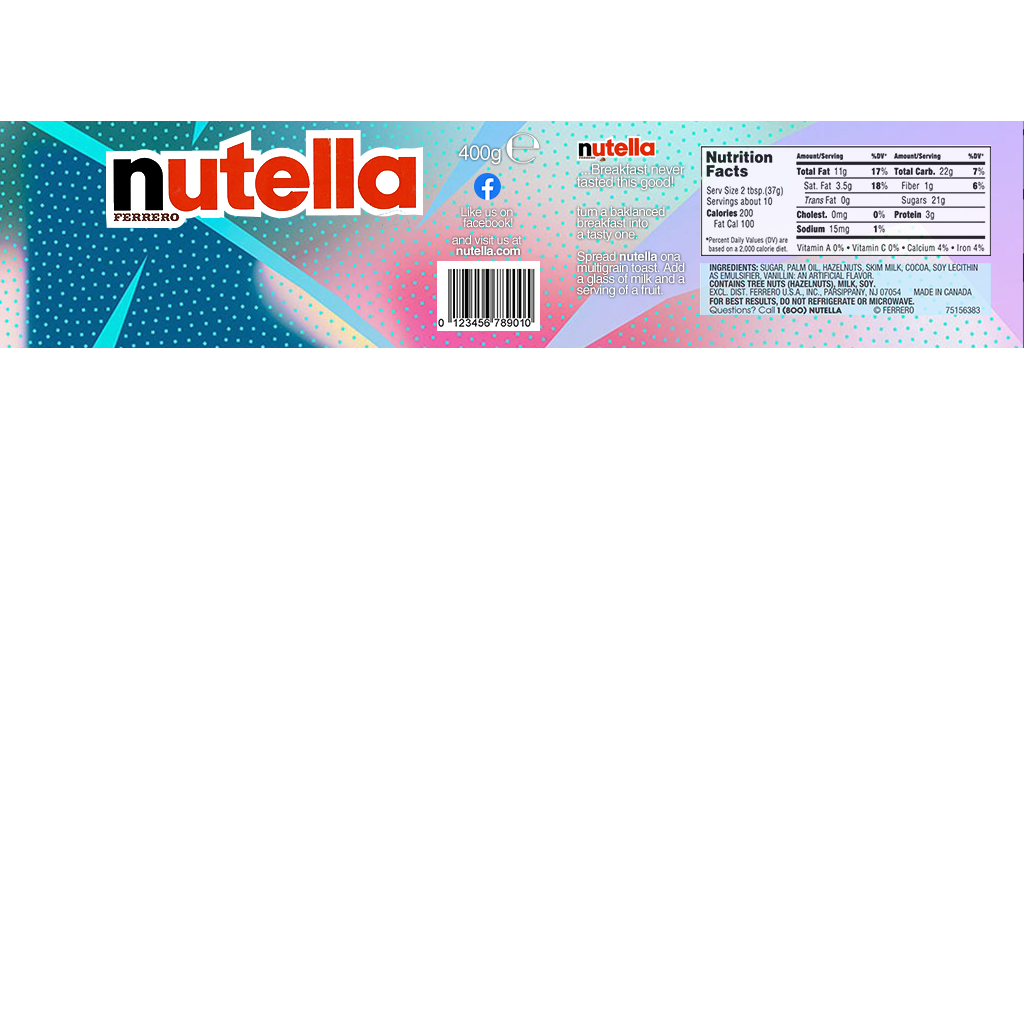 nutella
FERRERO
400g e
Like us on
facebook!
and visit us at
nutella.com
0 123456 789010
nutella
FERRERO
...Breakfast never
tasted this good!
turn a baklanced
breakfast into
a tasty one.
Spread nutella ona
multigrain toast. Add
a glass of milk and a
serving of a fruit.
Nutrition
Facts
Serv Size 2 tbsp.(37g)
Servings about 10
Calories 200
Fat Cal 100
*Percent Daily Values (DV) are
based on a 2,000 calorie diet.
Amount/Serving %DV* Amount/Serving %DV*
Total Fat 11g 17% Total Carb. 22g 7%
Sat. Fat 3.5g 18% Fiber 1g 6%
Trans Fat 0g Sugars 21g
Cholest. 0mg 0% Protein 3g
Sodium 15mg 1%
Vitamin A 0% • Vitamin C 0% • Calcium 4% • Iron 4%
INGREDIENTS: SUGAR, PALM OIL, HAZELNUTS, SKIM MILK, COCOA, SOY LECITHIN
AS EMULSIFIER, VANILLIN: AN ARTIFICIAL FLAVOR.
CONTAINS TREE NUTS (HAZELNUTS), MILK, SOY.
EXCL. DIST. FERRERO U.S.A., INC., PARSIPPANY, NJ 07054 MADE IN CANADA
FOR BEST RESULTS, DO NOT REFRIGERATE OR MICROWAVE.
Questions? Call 1 (800) NUTELLA © FERRERO 75156383